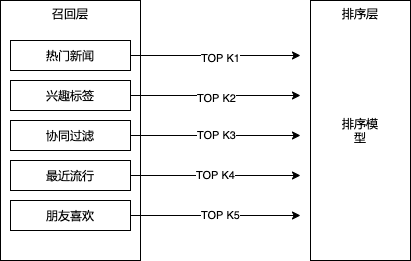 召回层
排序层
热门新闻
TOP K1
兴趣标签
TOP K2
协同过滤
TOP K3
排序模
型
最近流行
TOP K4
朋友喜欢
TOP K5